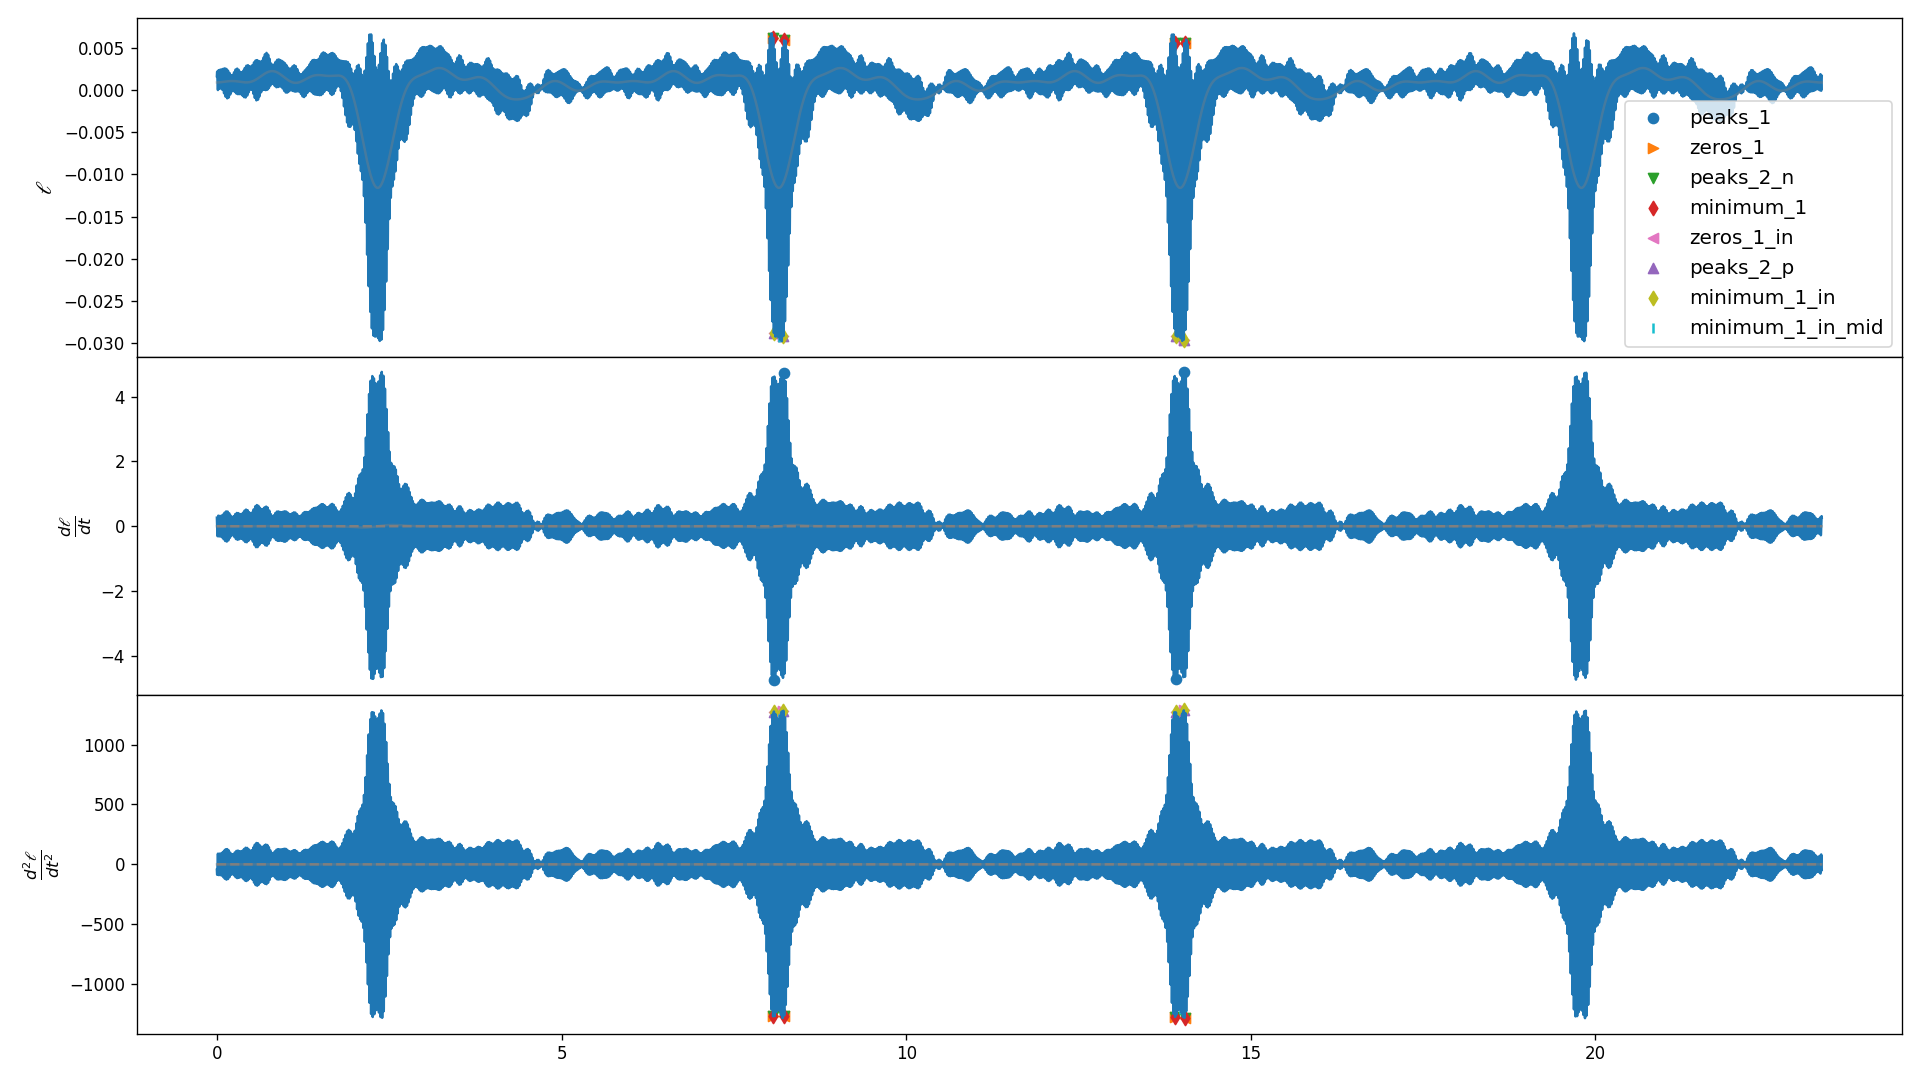 0.005
0.000
−0.005
−0.010
−0.015
−0.020
−0.025
−0.030
ℓ
peaks_1
zeros_1
peaks_2_n
minimum_1
zeros_1_in
peaks_2_p
minimum_1_in
minimum_1_in_mid
4
2
0
−2
−4
dℓ
dt
1000
500
0
−500
−1000
d²ℓ
dt²
0 5 10 15 20